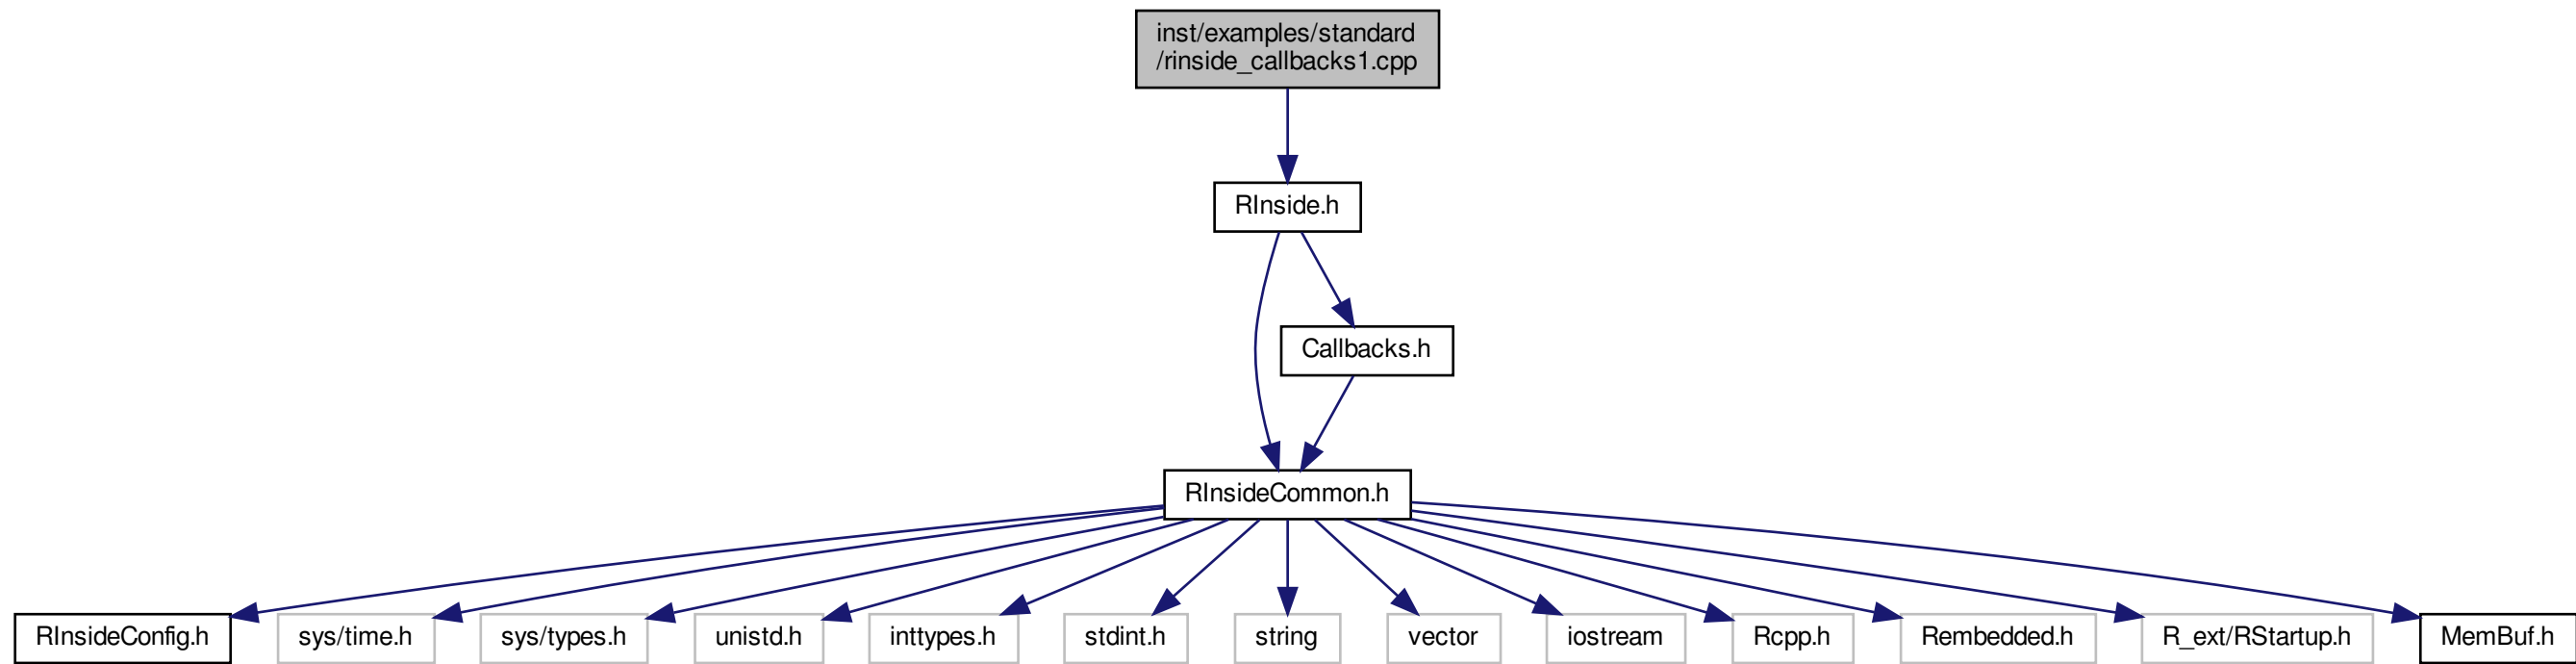 inst/examples/standard
/rinside_callbacks1.cpp
RInside.h
Callbacks.h
RInsideCommon.h
RInsideConfig.h
sys/time.h
sys/types.h
unistd.h
inttypes.h
stdint.h
string
vector
iostream
Rcpp.h
Rembedded.h
R_ext/RStartup.h
MemBuf.h